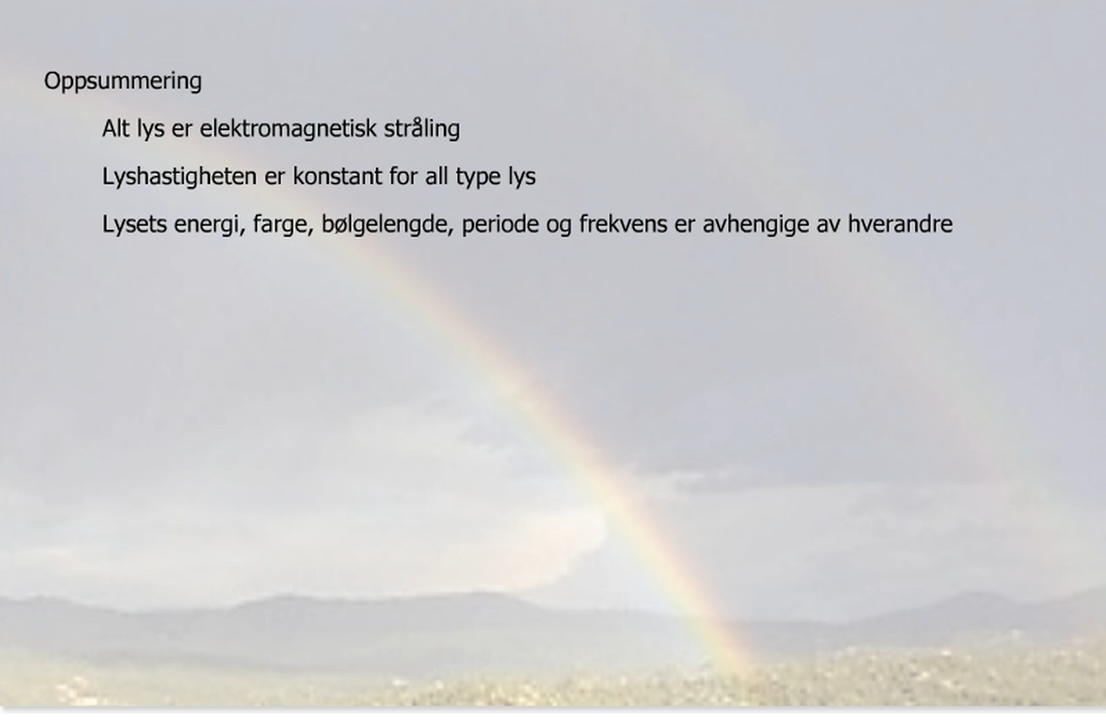 Oppsummering
Alt lys er elektromagnetisk stråling
Lyshastigheten er konstant for all type lys
Lysets energi, farge, bølgelengde, periode og frekvens er avhengige av hverandre